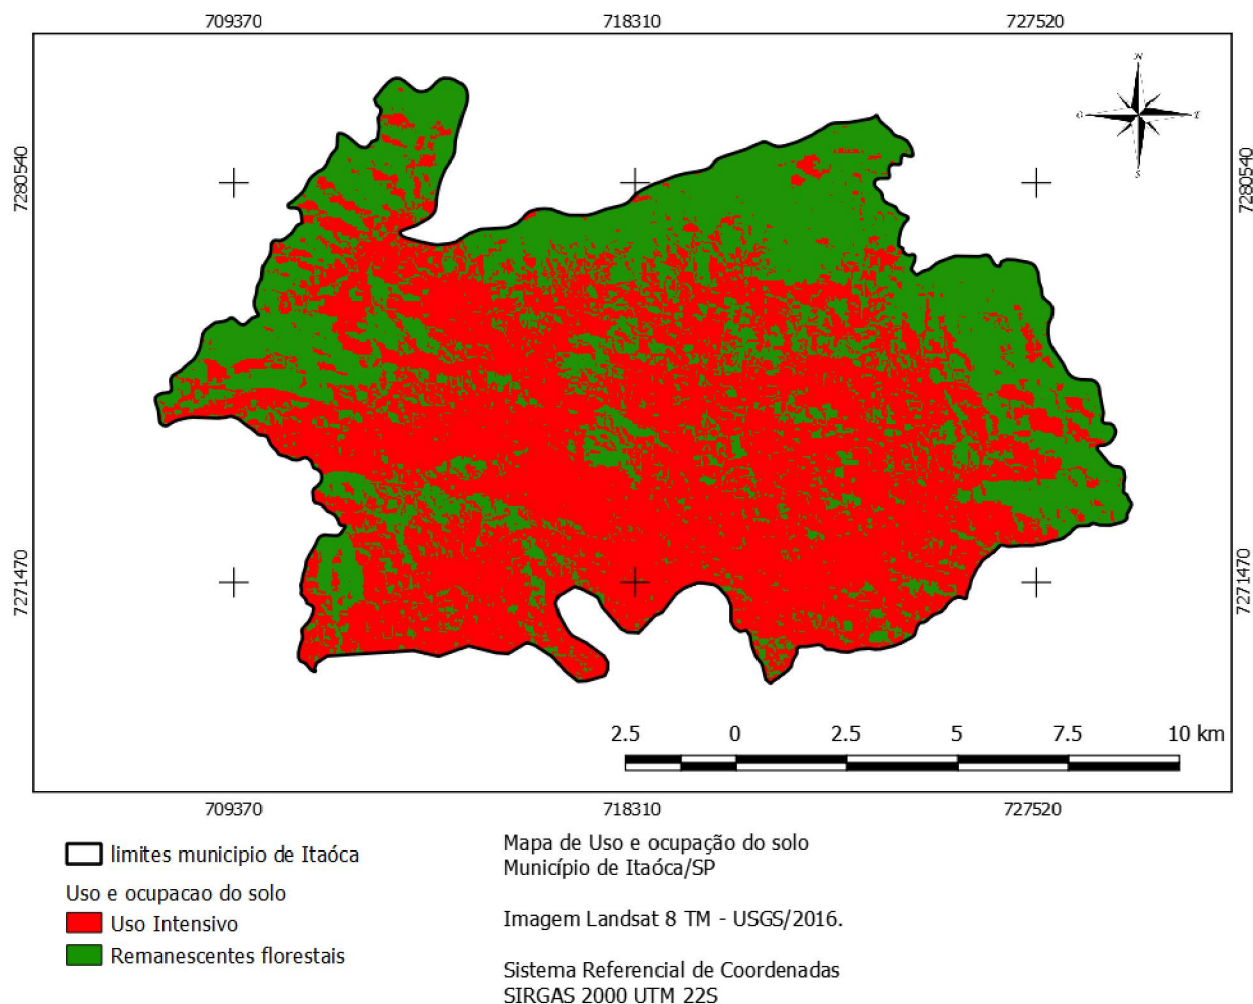 709370 718310 727520
N
O
T
S
7280540 7280540
7271470 7271470
2.5 0 2.5 5 7.5 10 km
709370 718310 727520
limites municipio de Itaóca
Uso e ocupacao do solo
Uso Intensivo
Remanescentes florestais
Mapa de Uso e ocupação do solo
Município de Itaóca/SP
Imagem Landsat 8 TM - USGS/2016.
Sistema Referencial de Coordenadas
SIRGAS 2000 UTM 22S